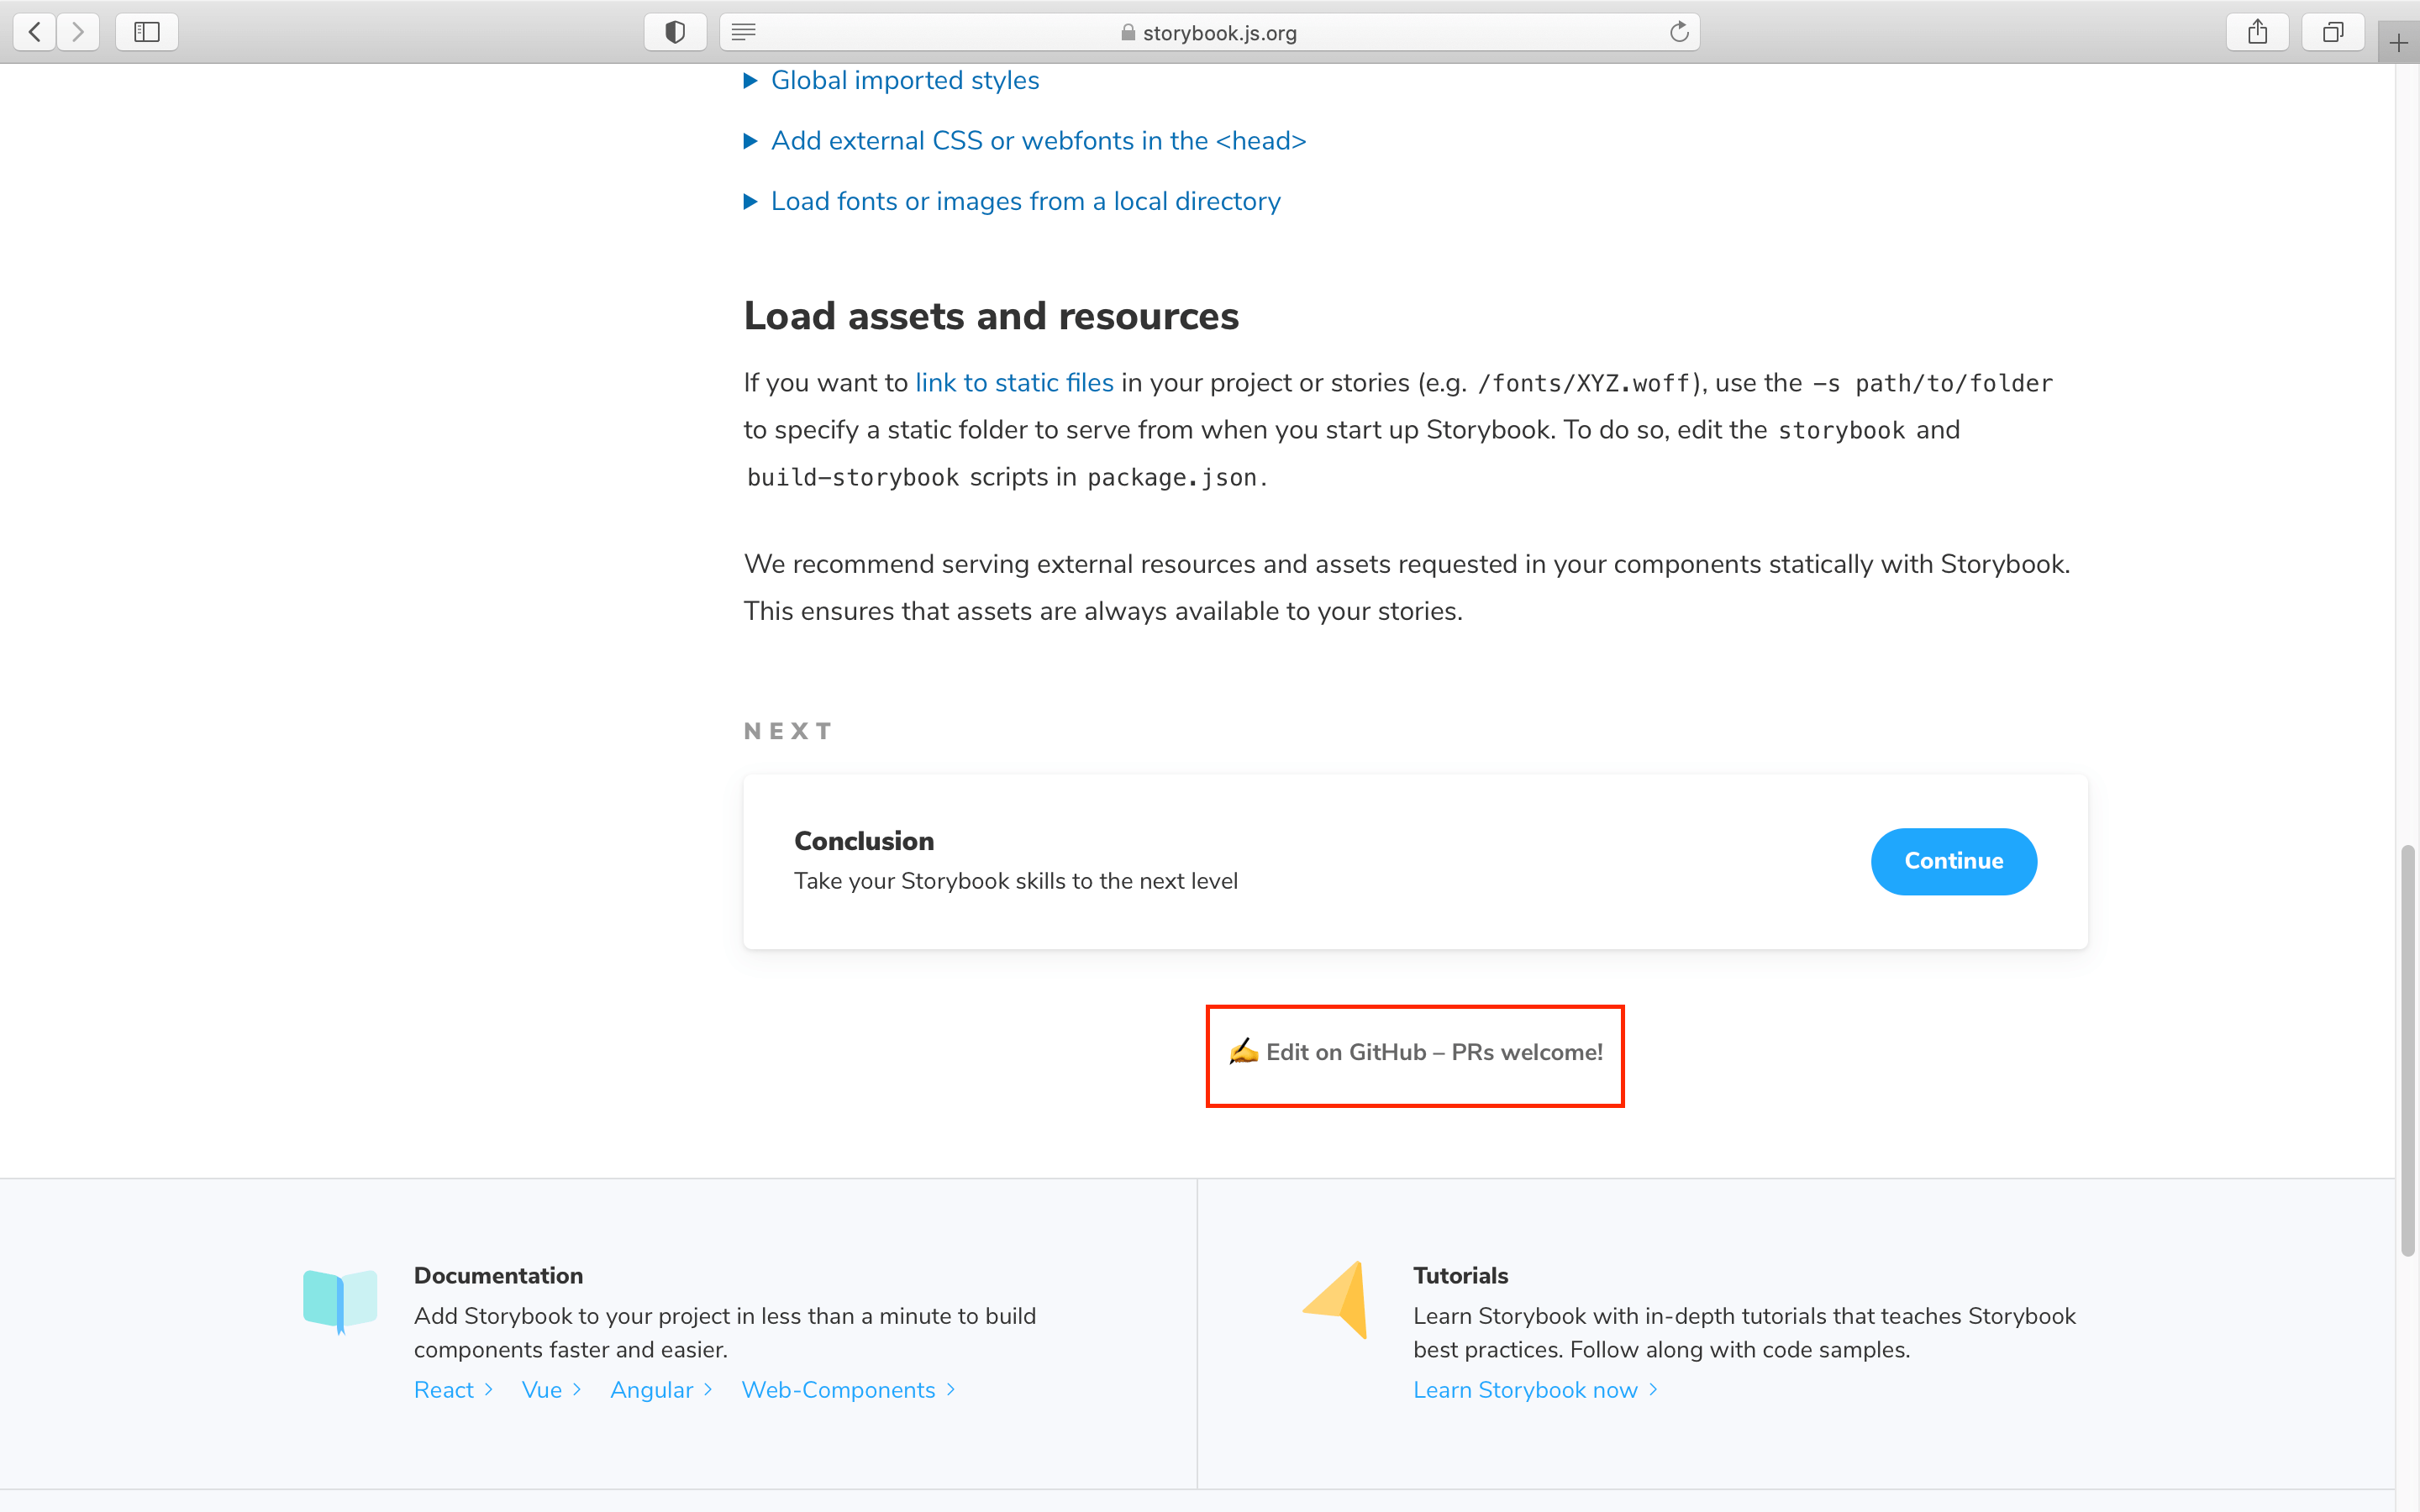 storybook.js.org
Global imported styles
Add external CSS or webfonts in the <head>
Load fonts or images from a local directory
Load assets and resources
If you want to link to static files in your project or stories (e.g. /fonts/XYZ.woff), use the -s path/to/folder
to specify a static folder to serve from when you start up Storybook. To do so, edit the storybook and
build-storybook scripts in package.json.
We recommend serving external resources and assets requested in your components statically with Storybook.
This ensures that assets are always available to your stories.
NEXT
Conclusion
Take your Storybook skills to the next level
Continue
✍️ Edit on GitHub – PRs welcome!
Documentation
Add Storybook to your project in less than a minute to build
components faster and easier.
React > Vue > Angular > Web-Components >
Tutorials
Learn Storybook with in-depth tutorials that teaches Storybook
best practices. Follow along with code samples.
Learn Storybook now >